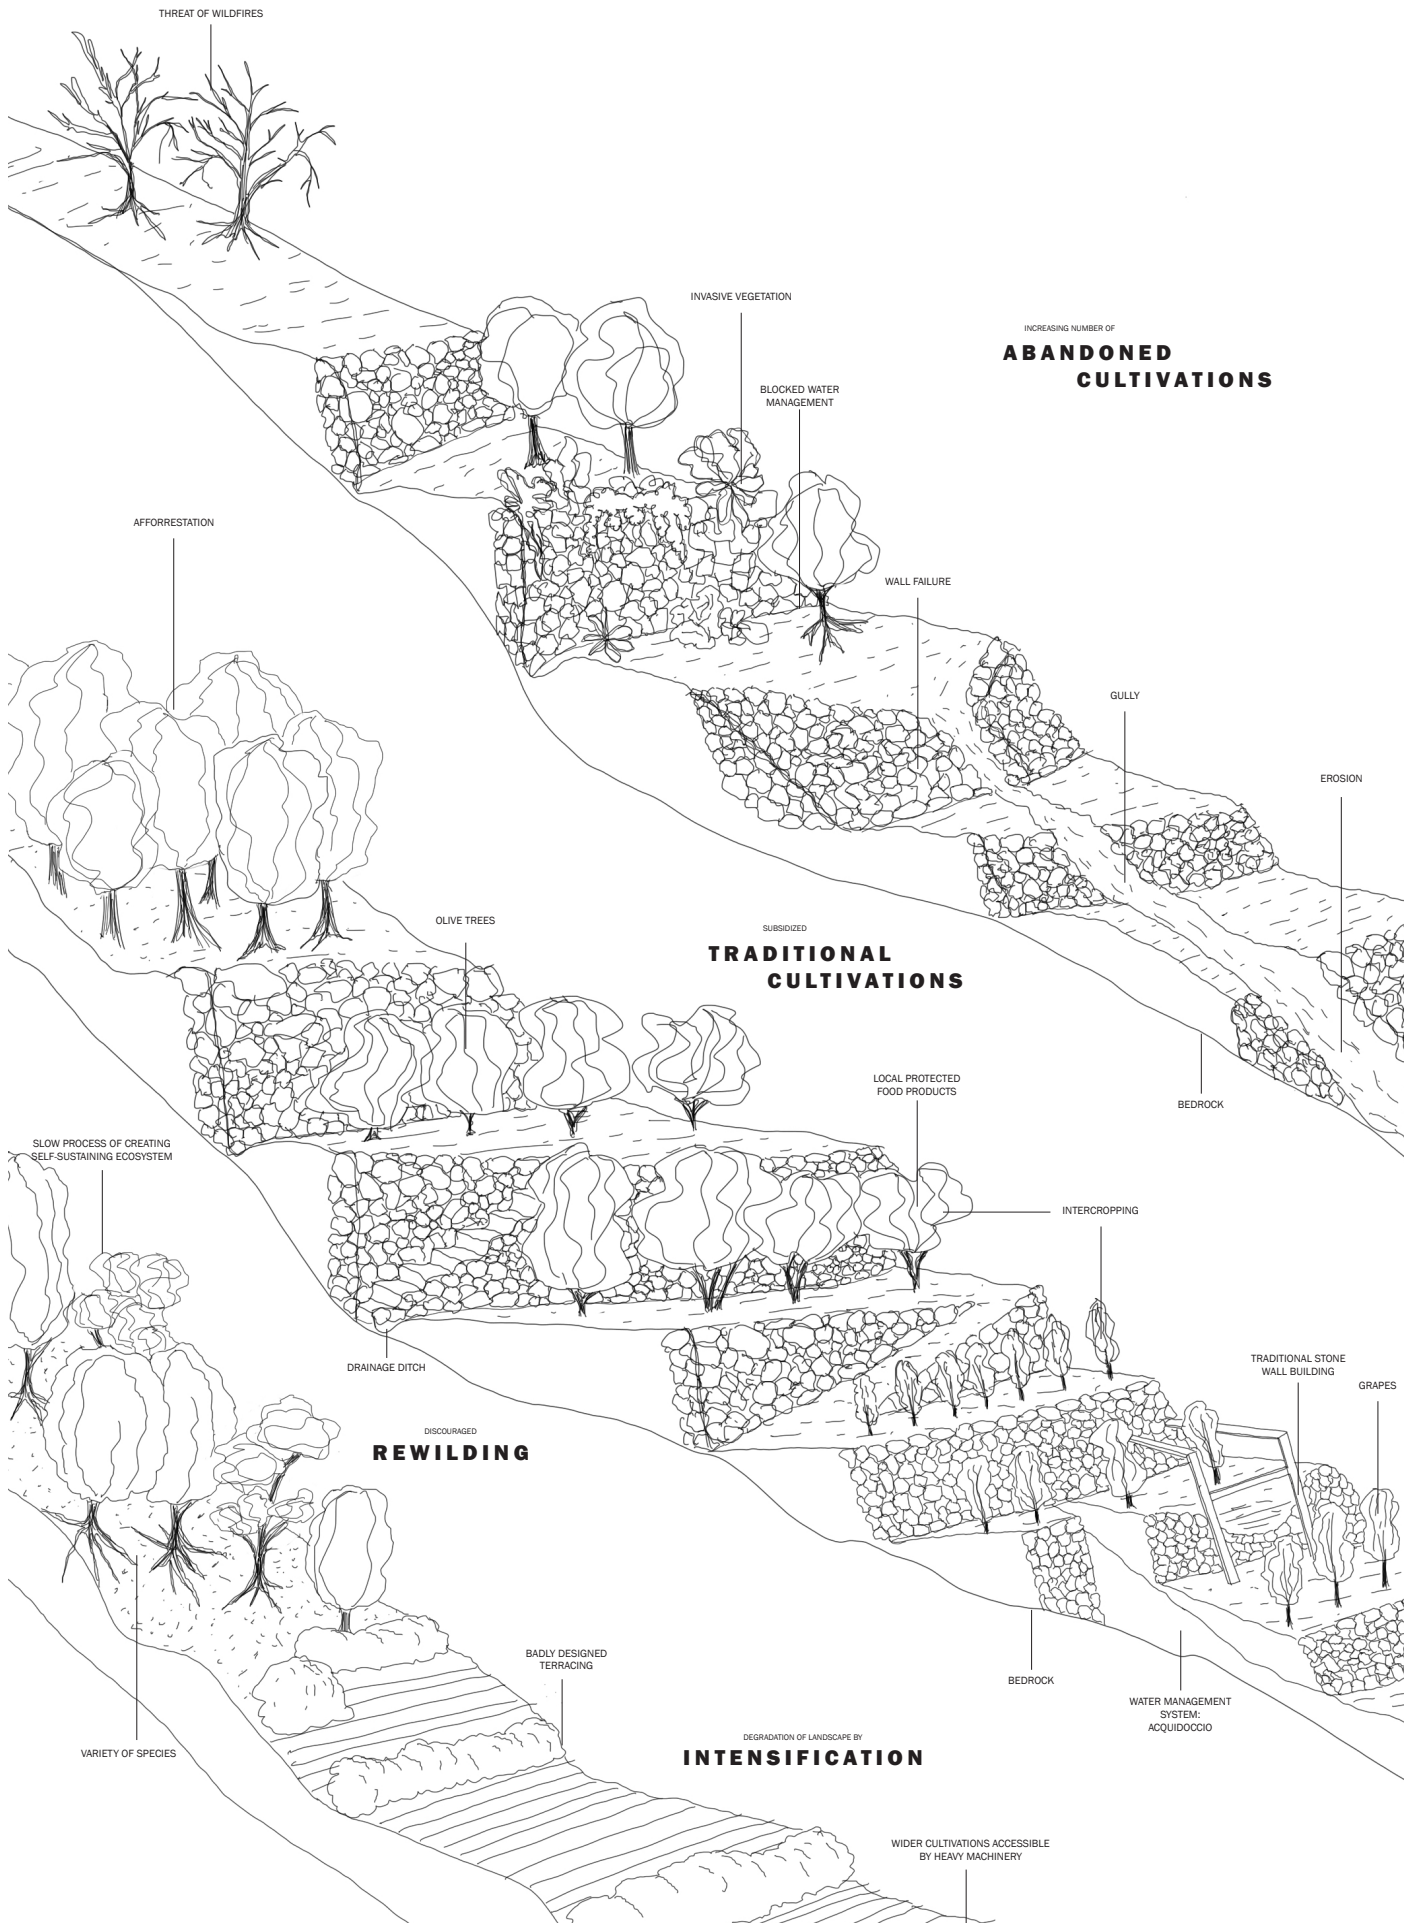 THREAT OF WILDFIRES
INVASIVE VEGETATION
INCREASING NUMBER OF
ABANDONED
CULTIVATIONS
BLOCKED WATER
MANAGEMENT
AFFORRESTATION
WALL FAILURE
GULLY
EROSION
OLIVE TREES
SUBSIDIZED
TRADITIONAL
CULTIVATIONS
LOCAL PROTECTED
FOOD PRODUCTS
BEDROCK
SLOW PROCESS OF CREATING
SELF-SUSTAINING ECOSYSTEM
INTERCROPPING
DRAINAGE DITCH
TRADITIONAL STONE
WALL BUILDING
GRAPES
DISCOURAGED
REWILDING
BADLY DESIGNED
TERRACING
BEDROCK
WATER MANAGEMENT
SYSTEM:
ACQUIDOCCIO
VARIETY OF SPECIES
DEGRADATION OF LANDSCAPE BY
INTENSIFICATION
WIDER CULTIVATIONS ACCESSIBLE
BY HEAVY MACHINERY